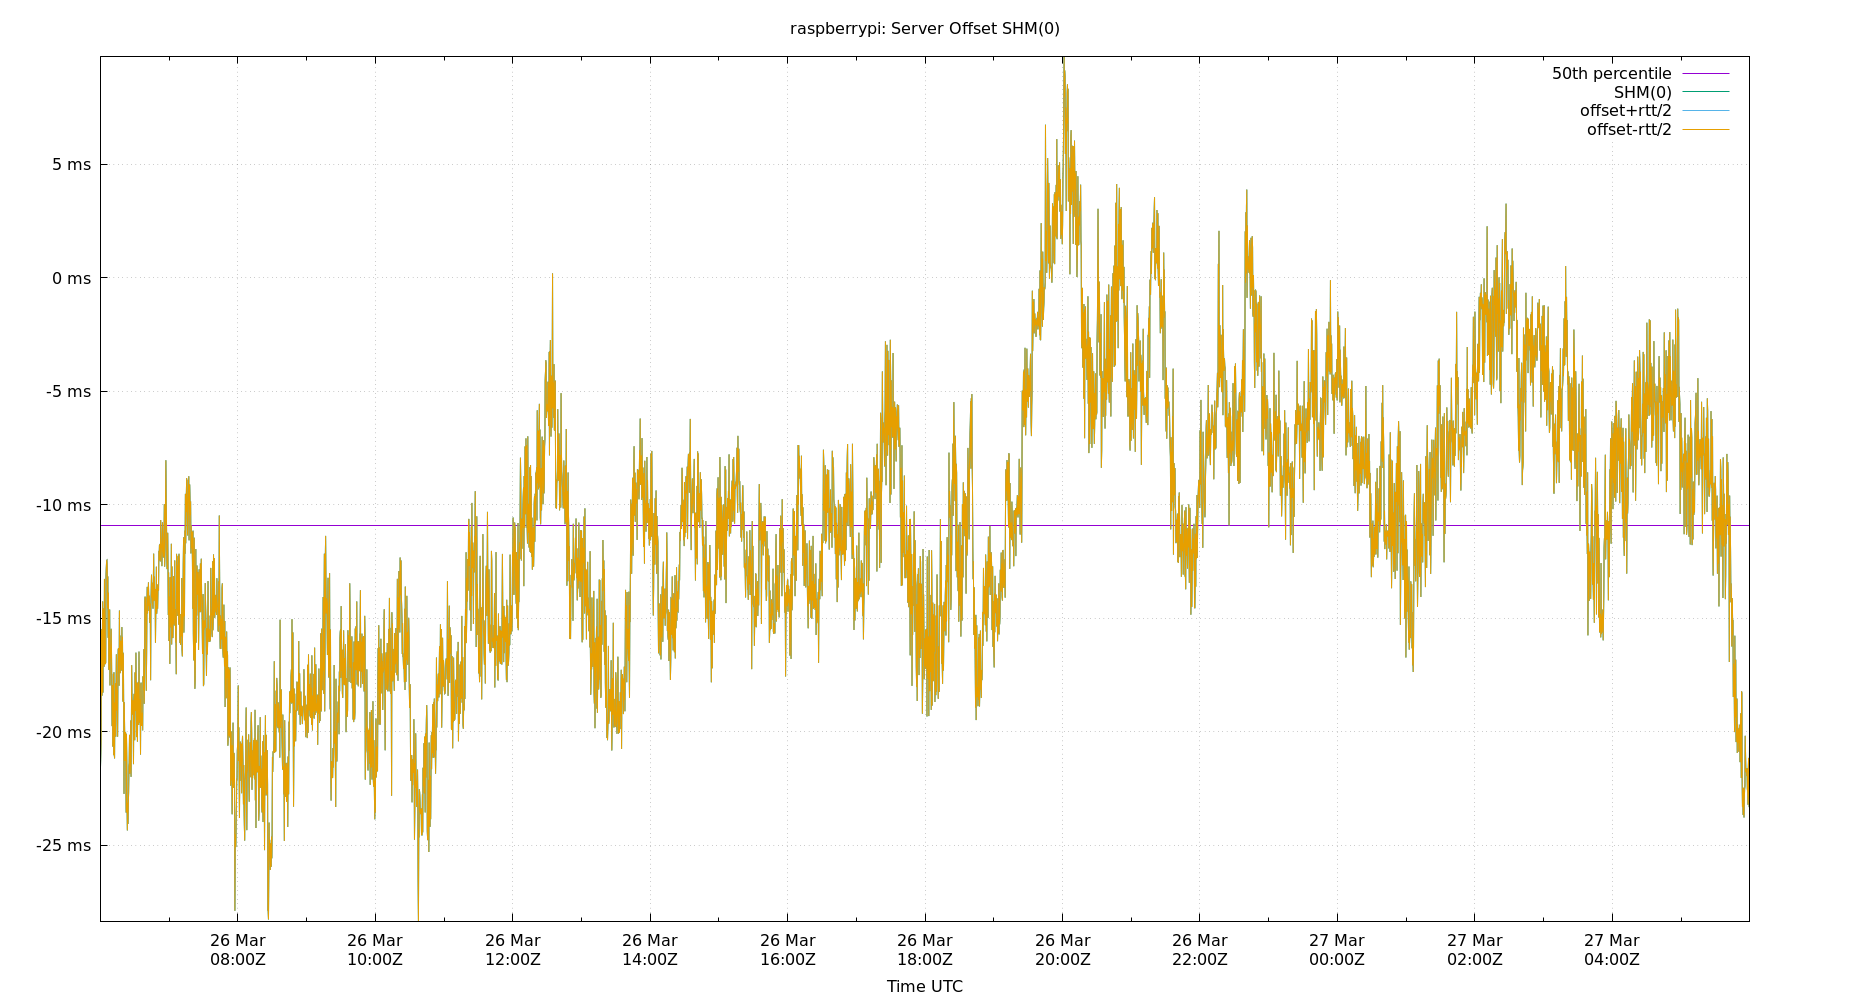 raspberrypi: Server Offset SHM(0)
50th percentile
SHM(0)
offset+rtt/2
offset-rtt/2
5 ms
0 ms
-5 ms
-10 ms
-15 ms
-20 ms
-25 ms
26 Mar 26 Mar 26 Mar 26 Mar 26 Mar 26 Mar 26 Mar 26 Mar 27 Mar 27 Mar 27 Mar
08:00Z 10:00Z 12:00Z 14:00Z 16:00Z 18:00Z 20:00Z 22:00Z 00:00Z 02:00Z 04:00Z
Time UTC